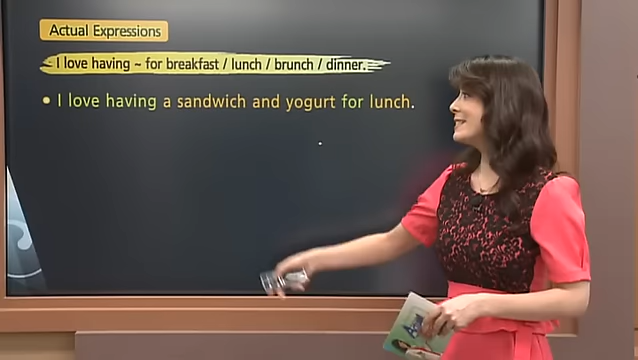 Actual Expressions
I love having ~ for breakfast / lunch / brunch / dinner.
• I love having a sandwich and yogurt for lunch.